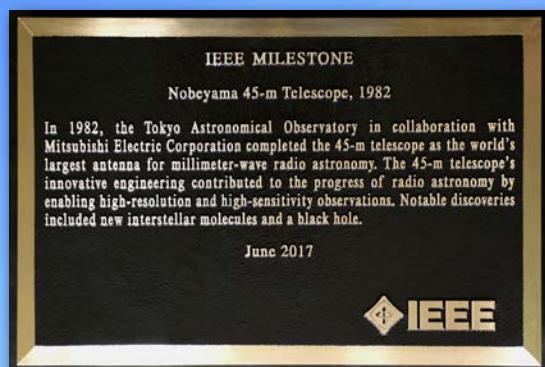 IEEE MILESTONE
Nobeyama 45-m Telescope, 1982
In 1982, the Tokyo Astronomical Observatory in collaboration with
Mitsubishi Electric Corporation completed the 45-m telescope as the world's
largest antenna for millimeter-wave radio astronomy. The 45-m telescope's
innovative engineering contributed to the progress of radio astronomy by
enabling high-resolution and high-sensitivity observations. Notable discoveries
included new interstellar molecules and a black hole.
June 2017
IEEE